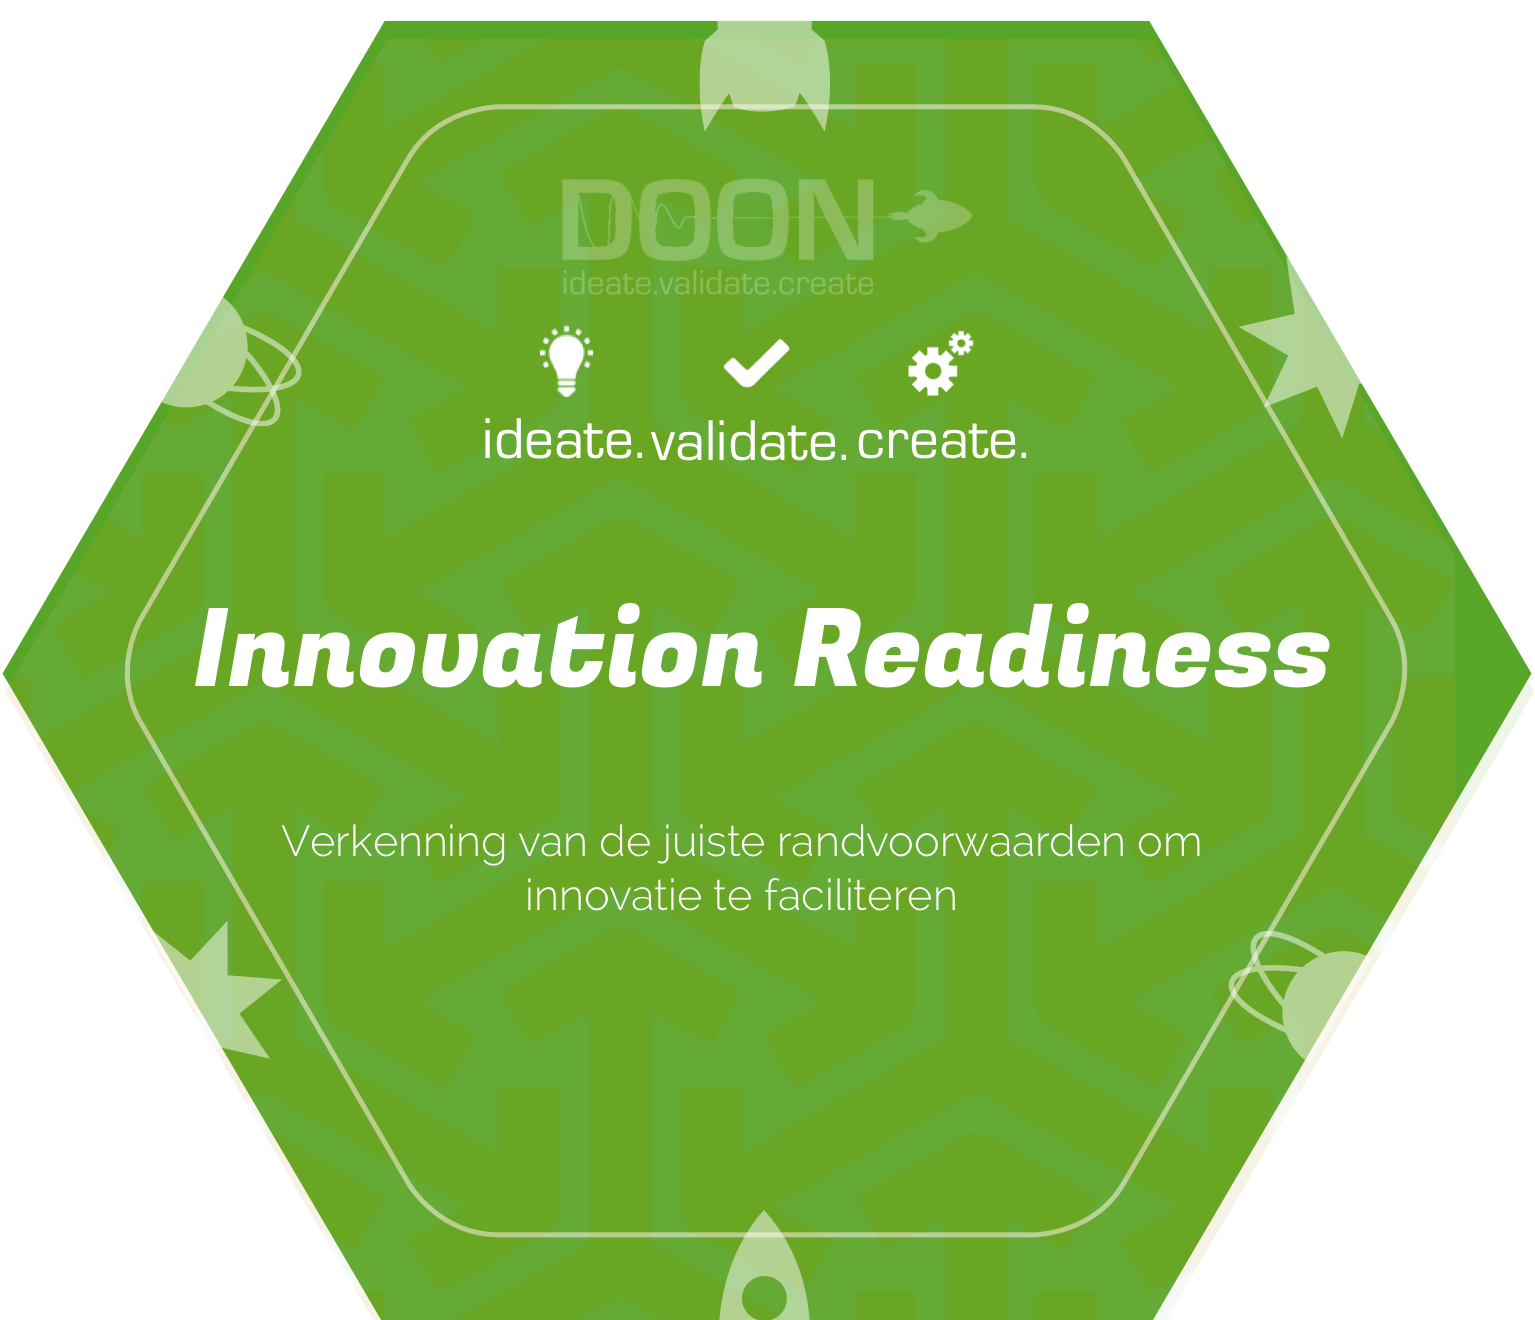 DOON
ideate.validate.create
ideate. validate. create.
Innovation Readiness
Verkenning van de juiste randvoorwaarden om
innovatie te faciliteren